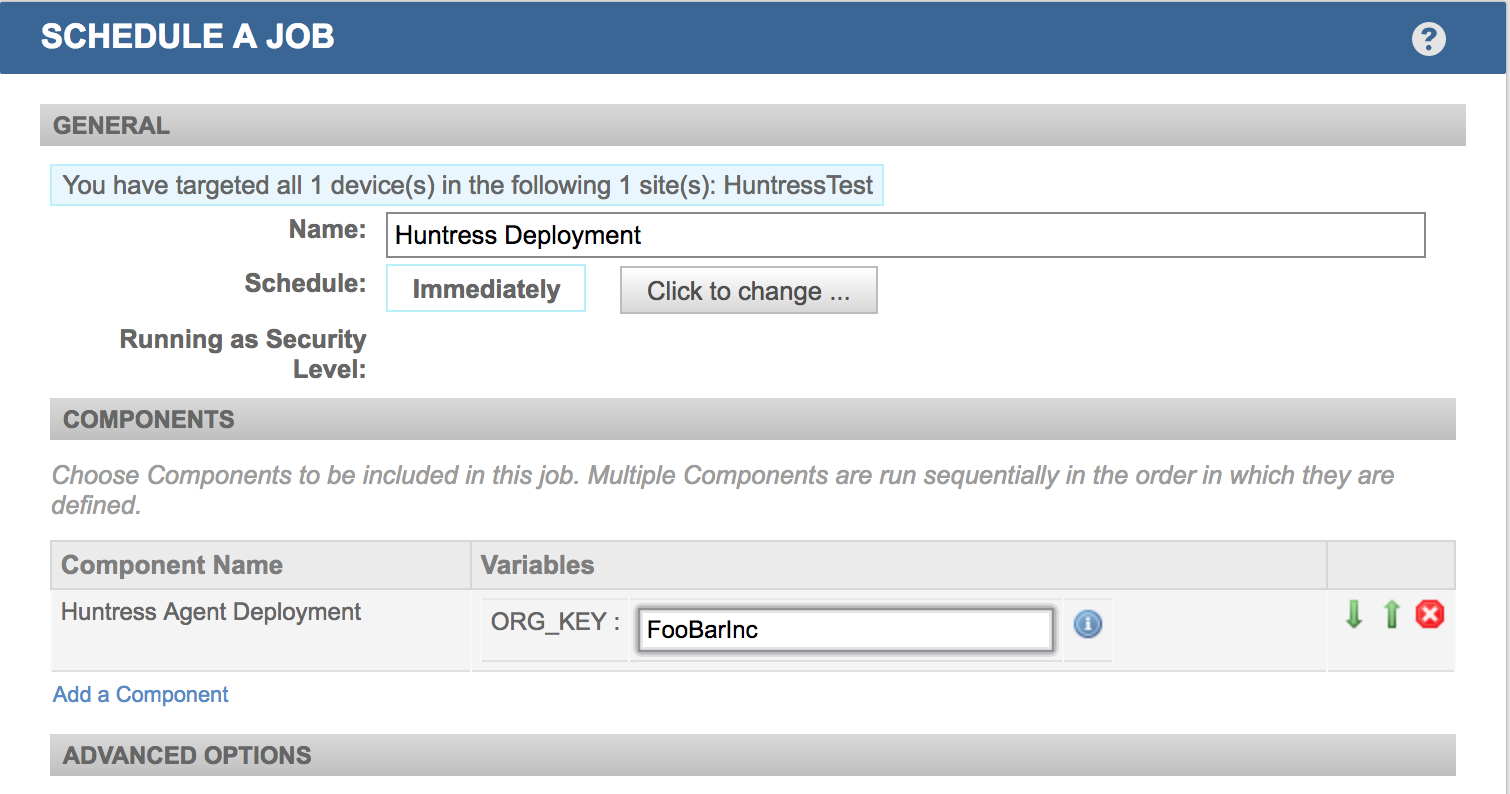 SCHEDULE A JOB
?
GENERAL
You have targeted all 1 device(s) in the following 1 site(s): HuntressTest
Name: Huntress Deployment
Schedule: Immediately Click to change ...
Running as Security
Level:
COMPONENTS
Choose Components to be included in this job. Multiple Components are run sequentially in the order in which they are
defined.
Component Name Variables
Huntress Agent Deployment ORG_KEY : FooBarInc i
Add a Component
ADVANCED OPTIONS